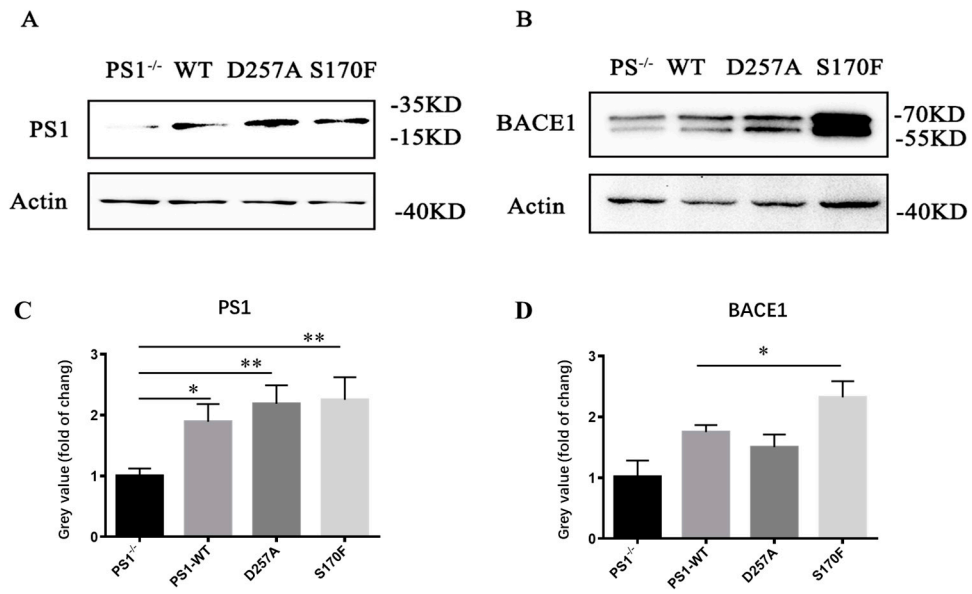 A
PS1-/- WT D257A S170F
PS1
-35KD
-15KD
Actin
-40KD
B
PS-/- WT D257A S170F
BACE1
-70KD
-55KD
Actin
-40KD
C
PS1
Grey value (fold of chang)
3
2
1
0
**
**
*
PS1-/-
PS1-WT
D257A
S170F
D
BACE1
Grey value (fold of chang)
3
2
1
0
*
PS1-/-
PS1-WT
D257A
S170F